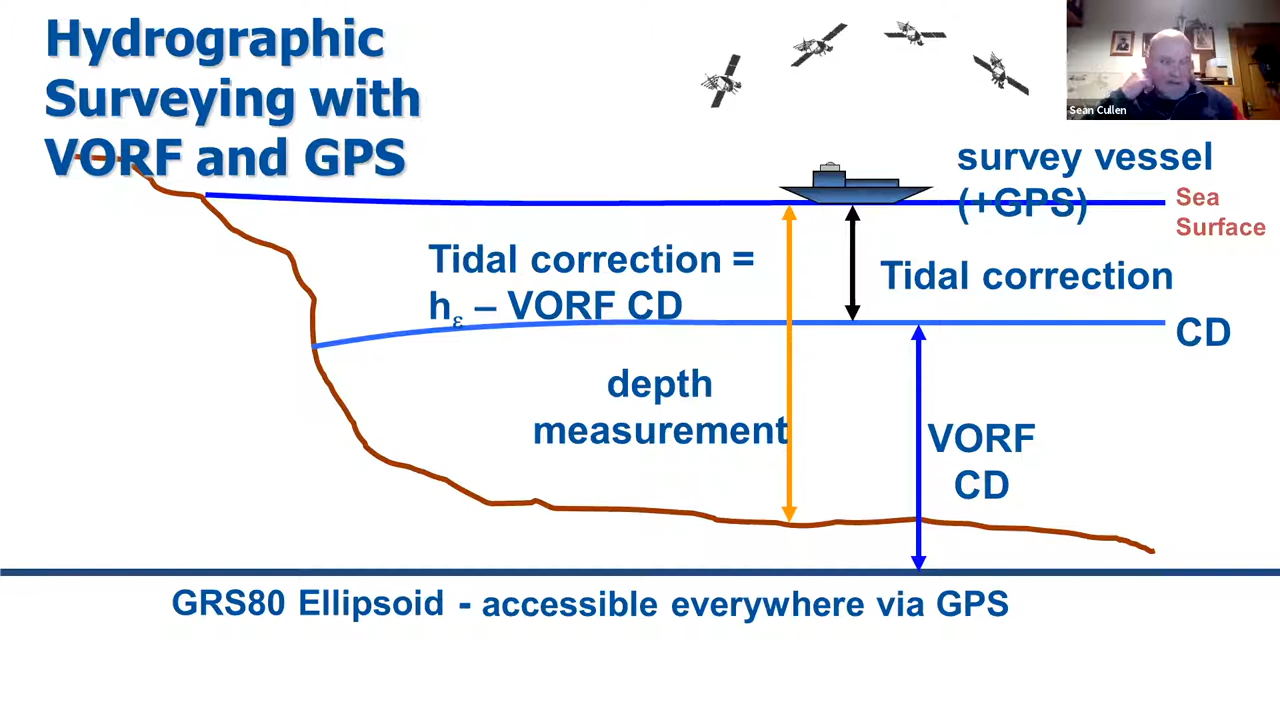 Hydrographic
Surveying with
VORF and GPS
Sean Cullen
survey vessel
(+GPS)
Sea
Surface
Tidal correction =
hε – VORF CD
Tidal correction
CD
depth
measurement
VORF
CD
GRS80 Ellipsoid - accessible everywhere via GPS